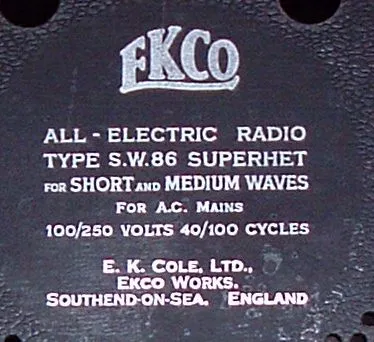 EKCO
ALL - ELECTRIC RADIO
TYPE S.W.86 SUPERHET
FOR SHORT AND MEDIUM WAVES
FOR A.C. MAINS
100/250 VOLTS 40/100 CYCLES
E. K. COLE, LTD.,
EKCO WORKS,
SOUTHEND-ON-SEA, ENGLAND